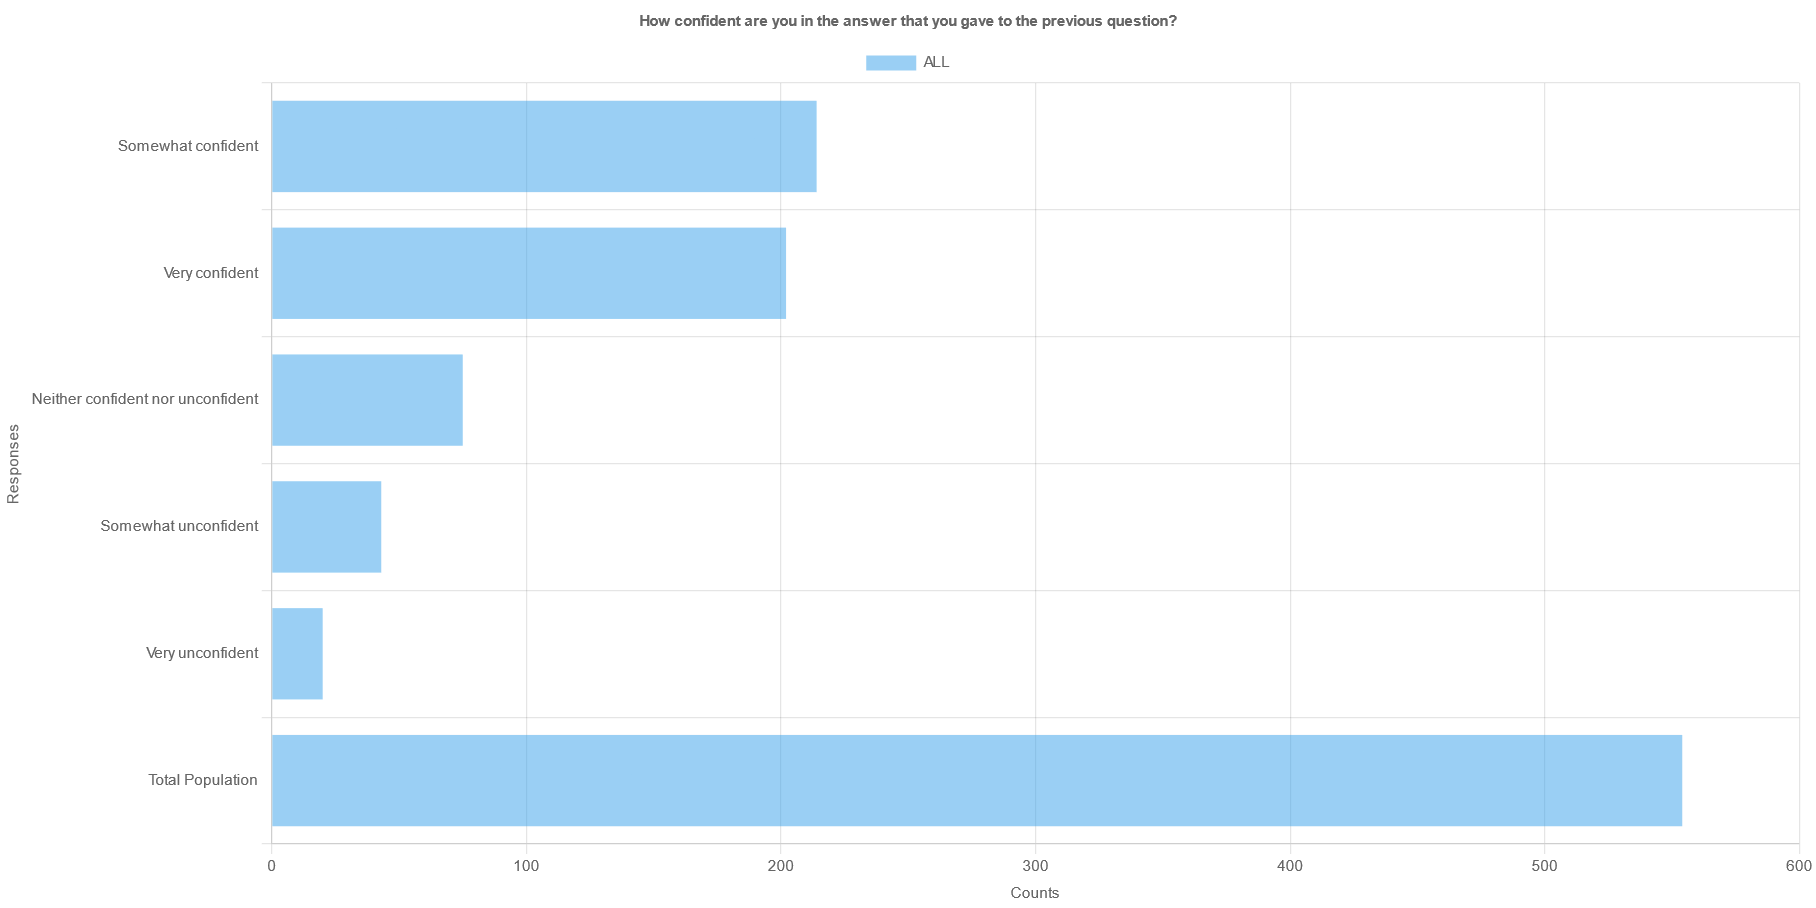 How confident are you in the answer that you gave to the previous question?
ALL
Responses
Somewhat confident
Very confident
Neither confident nor unconfident
Somewhat unconfident
Very unconfident
Total Population
0 100 200 300 400 500 600
Counts